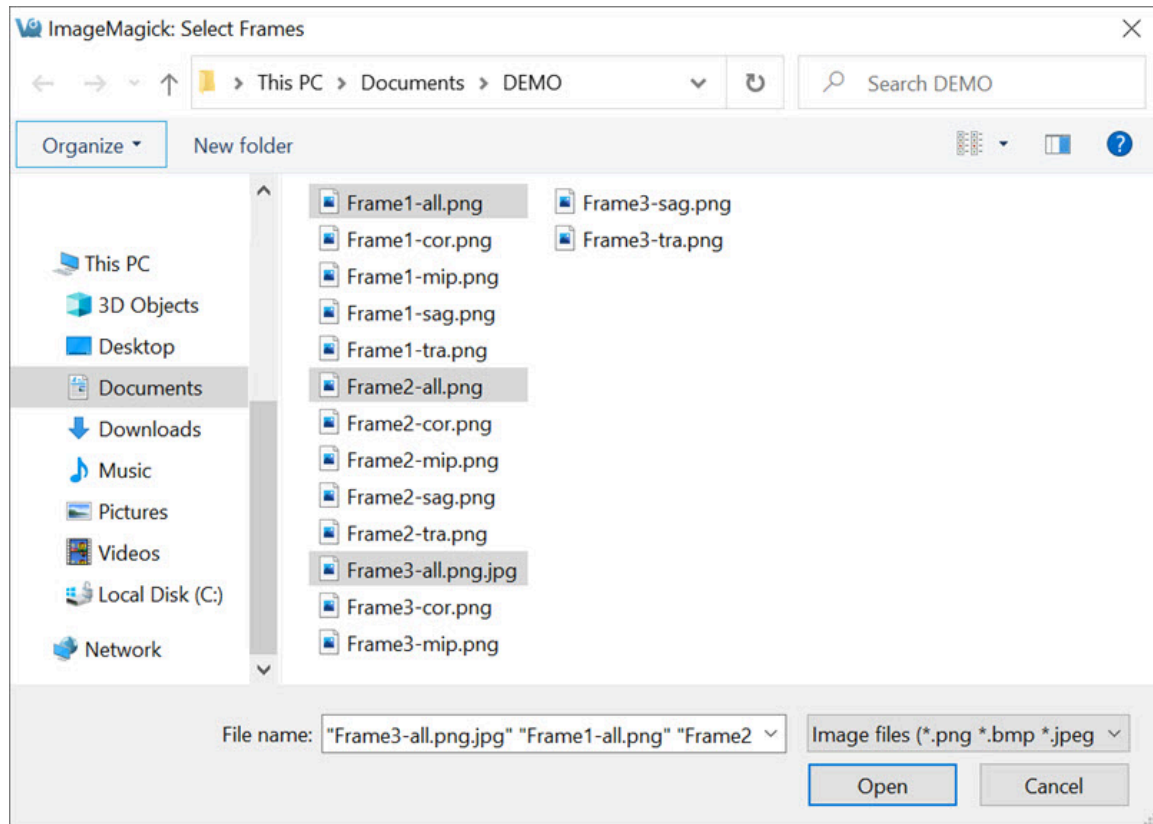 ImageMagick: Select Frames
This PC > Documents > DEMO
Search DEMO
Organize
New folder
This PC
3D Objects
Desktop
Documents
Downloads
Music
Pictures
Videos
Local Disk (C:)
Network
Frame1-all.png
Frame1-cor.png
Frame1-mip.png
Frame1-sag.png
Frame1-tra.png
Frame2-all.png
Frame2-cor.png
Frame2-mip.png
Frame2-sag.png
Frame2-tra.png
Frame3-all.png.jpg
Frame3-cor.png
Frame3-mip.png
Frame3-sag.png
Frame3-tra.png
File name: "Frame3-all.png.jpg" "Frame1-all.png" "Frame2
Image files (*.png *.bmp *.jpeg
Open
Cancel